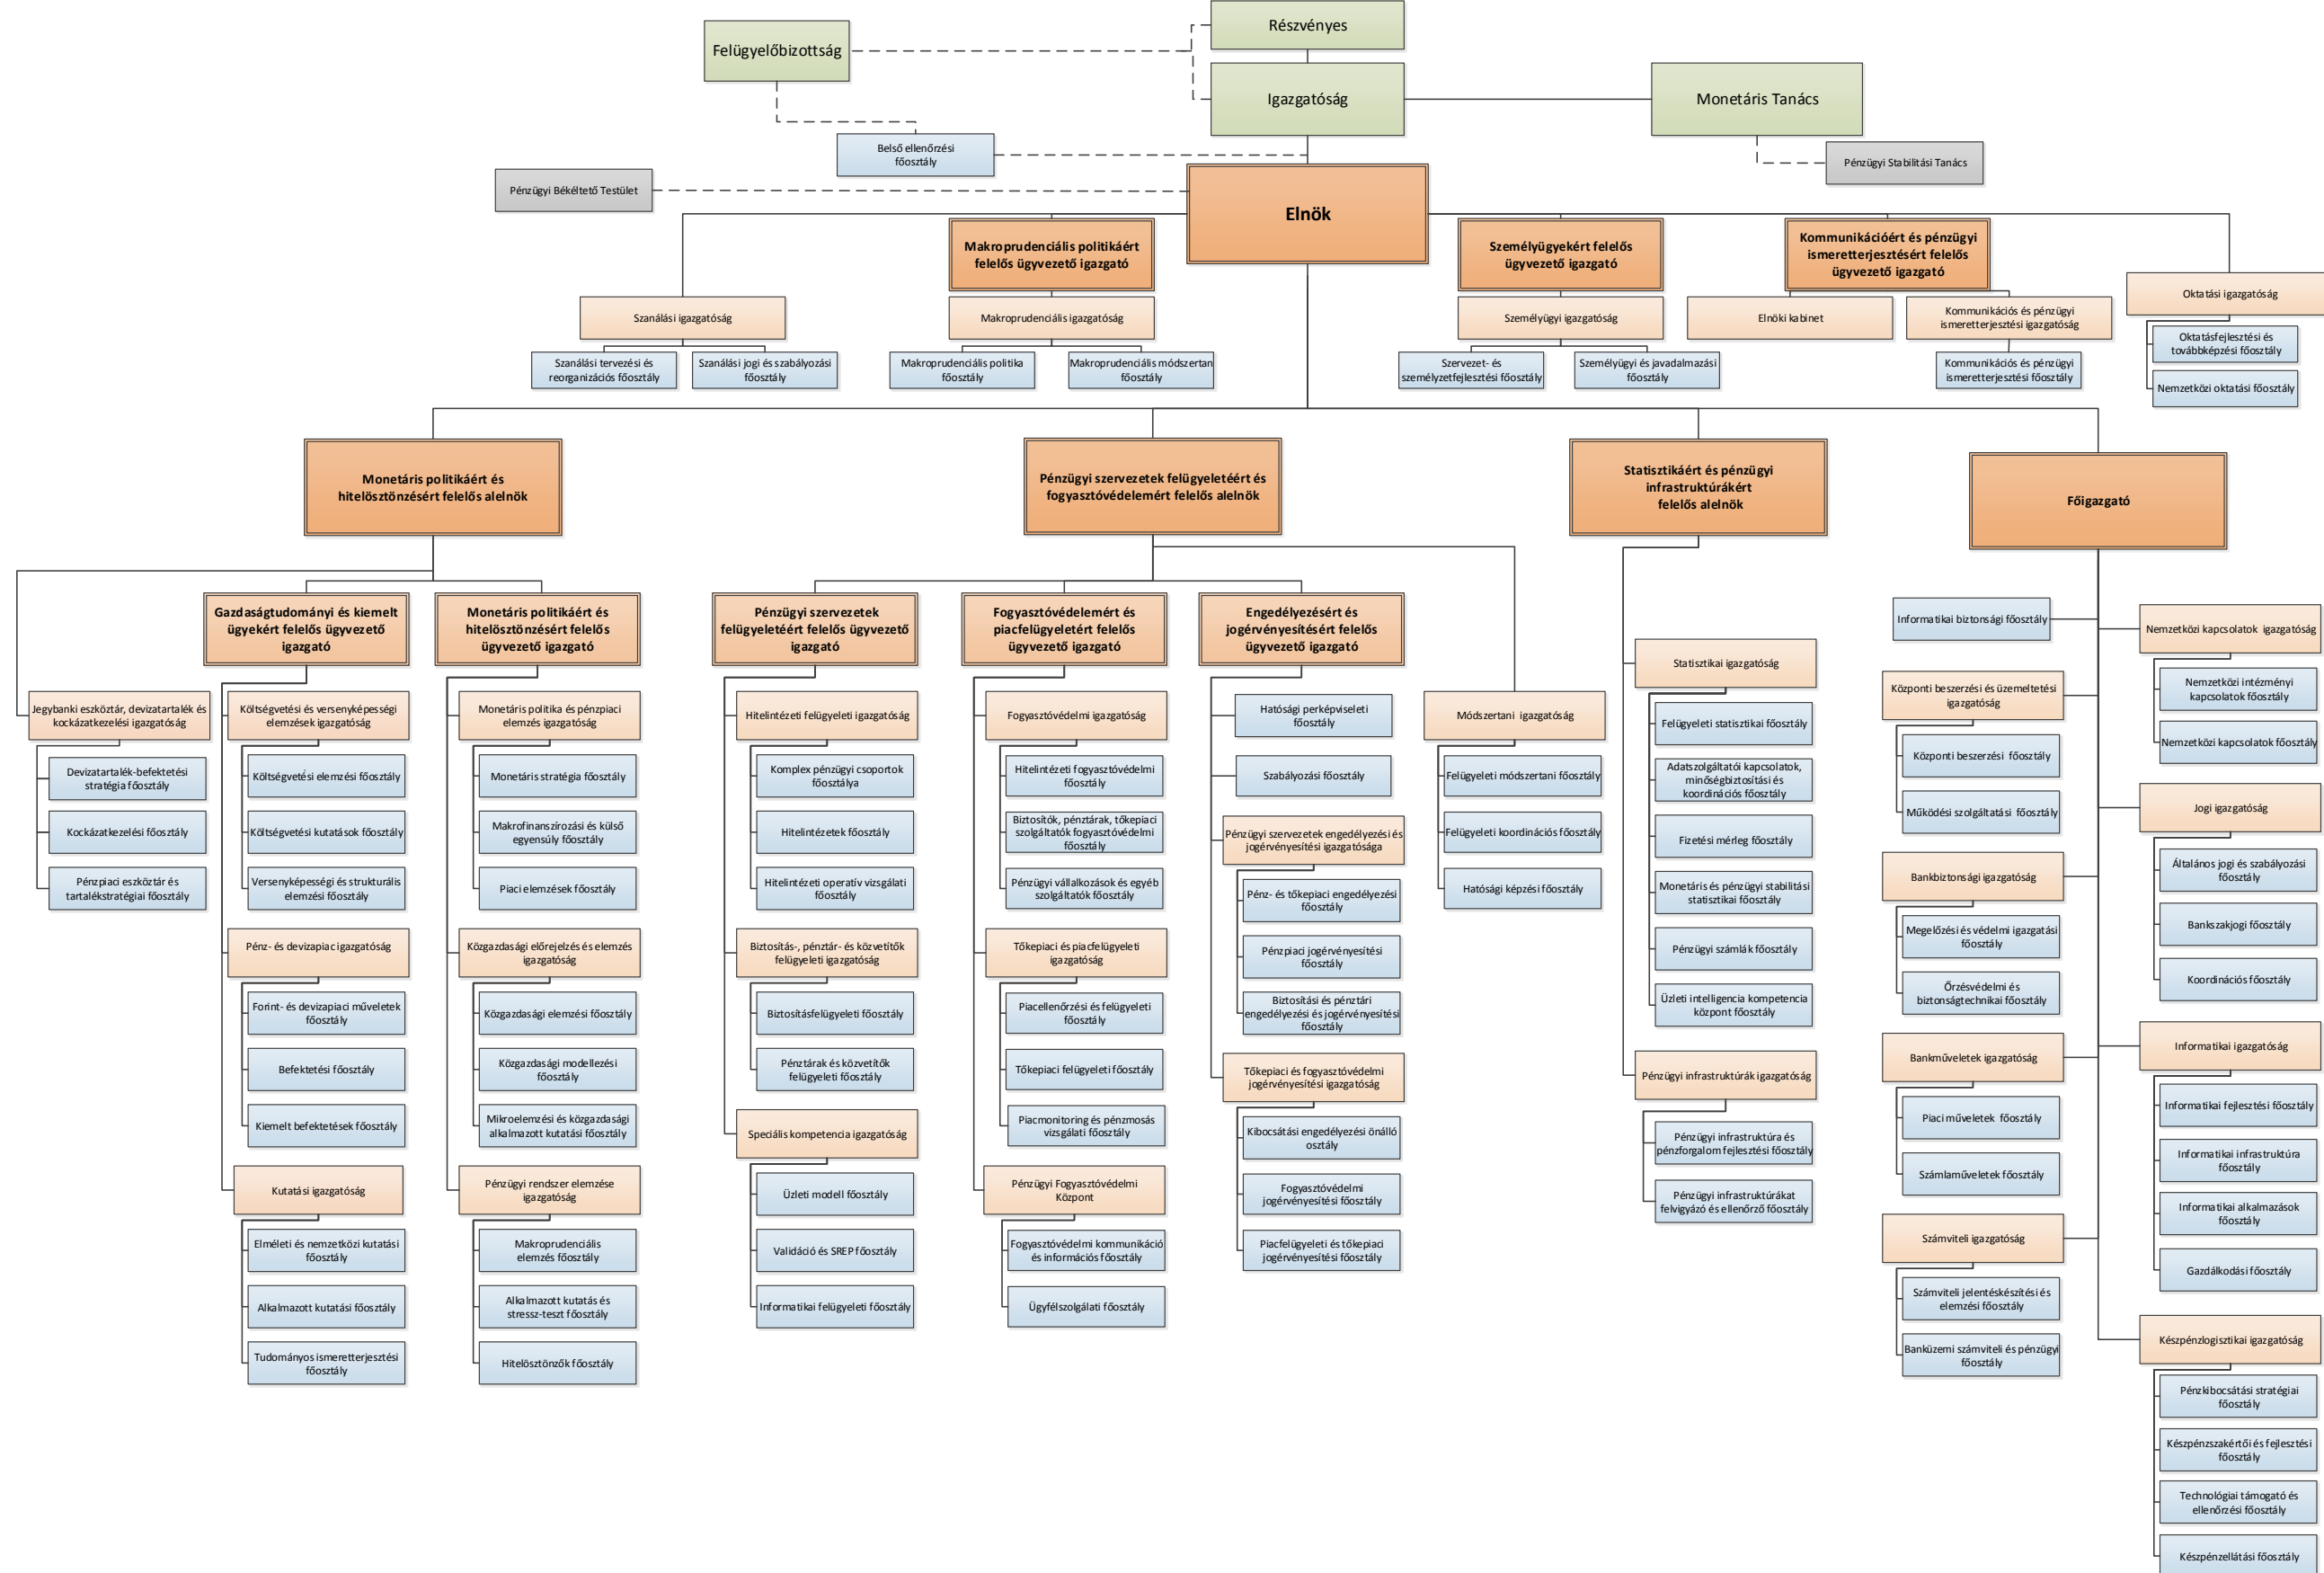 Részvényes
Felügyelőbizottság
Igazgatóság
Monetáris Tanács
Belső ellenőrzési
főosztály
Pénzügyi Stabilitási Tanács
Pénzügyi Békéltető Testület
Elnök
Makroprudenciális politikáért
felelős ügyvezető igazgató
Személyügyekért felelős
ügyvezető igazgató
Kommunikációért és pénzügyi
ismeretterjesztésért felelős
ügyvezető igazgató
Szanálási igazgatóság
Makroprudenciális igazgatóság
Személyügyi igazgatóság
Elnöki kabinet
Kommunikációs és pénzügyi
ismeretterjesztési igazgatóság
Oktatási igazgatóság
Szanálási tervezési és
reorganizációs főosztály
Szanálási jogi és szabályozási
főosztály
Makroprudenciális politika
főosztály
Makroprudenciális módszertan
főosztály
Szervezet- és
személyzetfejlesztési főosztály
Személyügyi és javadalmazási
főosztály
Kommunikációs és pénzügyi
ismeretterjesztési főosztály
Oktatásfejlesztési és
továbbképzési főosztály
Nemzetközi oktatási főosztály
Monetáris politikáért és
hitelösztönzésért felelős alelnök
Pénzügyi szervezetek felügyeletéért és
fogyasztóvédelemért felelős alelnök
Statisztikáért és pénzügyi
infrastruktúrákért
felelős alelnök
Főigazgató
Jegybanki eszköztár, devizatartalék és
kockázatkezelési igazgatóság
Devizatartalék-befektetési
stratégia főosztály
Kockázatkezelési főosztály
Pénzpiaci eszköztár és
tartalékstratégiai főosztály
Gazdaságtudományi és kiemelt
ügyekért felelős ügyvezető
igazgató
Költségvetési és versenyképességi
elemzések igazgatóság
Költségvetési elemzési főosztály
Költségvetési kutatások főosztály
Versenyképességi és strukturális
elemzési főosztály
Pénz- és devizapiac igazgatóság
Forint- és devizapiaci műveletek
főosztály
Befektetési főosztály
Kiemelt befektetések főosztály
Kutatási igazgatóság
Elméleti és nemzetközi kutatási
főosztály
Alkalmazott kutatási főosztály
Tudományos ismeretterjesztési
főosztály
Monetáris politikáért és
hitelösztönzésért felelős
ügyvezető igazgató
Monetáris politika és pénzpiaci
elemzés igazgatóság
Monetáris stratégia főosztály
Makrofinanszírozási és külső
egyensúly főosztály
Piaci elemzések főosztály
Közgazdasági előrejelzés és elemzés
igazgatóság
Közgazdasági elemzési főosztály
Közgazdasági modellezési
főosztály
Mikroelemzési és közgazdasági
alkalmazott kutatási főosztály
Pénzügyi rendszer elemzése
igazgatóság
Makroprudenciális
elemzés főosztály
Alkalmazott kutatás és
stressz-teszt főosztály
Hitelösztönzők főosztály
Pénzügyi szervezetek
felügyeletéért felelős ügyvezető
igazgató
Hitelintézeti felügyeleti igazgatóság
Komplex pénzügyi csoportok
főosztálya
Hitelintézetek főosztály
Hitelintézeti operatív vizsgálati
főosztály
Biztosítás-, pénztár- és közvetítők
felügyeleti igazgatóság
Biztosításfelügyeleti főosztály
Pénztárak és közvetítők
felügyeleti főosztály
Speciális kompetencia igazgatóság
Üzleti modell főosztály
Validáció és SREP főosztály
Informatikai felügyeleti főosztály
Fogyasztóvédelemért és
piacfelügyeletért felelős
ügyvezető igazgató
Fogyasztóvédelmi igazgatóság
Hitelintézeti fogyasztóvédelmi
főosztály
Biztosítók, pénztárak, tőkepiaci
szolgáltatók fogyasztóvédelmi
főosztály
Pénzügyi vállalkozások és egyéb
szolgáltatók főosztály
Tőkepiaci és piacfelügyeleti
igazgatóság
Piacellenőrzési és felügyeleti
főosztály
Tőkepiaci felügyeleti főosztály
Piacmonitoring és pénzmosás
vizsgálati főosztály
Pénzügyi Fogyasztóvédelmi
Központ
Fogyasztóvédelmi kommunikáció
és információs főosztály
Ügyfélszolgálati főosztály
Engedélyezésért és
jogérvényesítésért felelős
ügyvezető igazgató
Hatósági perképviseleti
főosztály
Szabályozási főosztály
Pénzügyi szervezetek engedélyezési és
jogérvényesítési igazgatósága
Pénz- és tőkepiaci engedélyezési
főosztály
Pénzpiaci jogérvényesítési
főosztály
Biztosítási és pénztári
engedélyezési és jogérvényesítési
főosztály
Tőkepiaci és fogyasztóvédelmi
jogérvényesítési igazgatóság
Kibocsátási engedélyezési önálló
osztály
Fogyasztóvédelmi
jogérvényesítési főosztály
Piacfelügyeleti és tőkepiaci
jogérvényesítési főosztály
Módszertani igazgatóság
Felügyeleti módszertani főosztály
Felügyeleti koordinációs főosztály
Hatósági képzési főosztály
Statisztikai igazgatóság
Felügyeleti statisztikai főosztály
Adatszolgáltatói kapcsolatok,
minőségbiztosítási és
koordinációs főosztály
Fizetési mérleg főosztály
Monetáris és pénzügyi stabilitási
statisztikai főosztály
Pénzügyi számlák főosztály
Üzleti intelligencia kompetencia
központ főosztály
Pénzügyi infrastruktúrák igazgatóság
Pénzügyi infrastruktúra és
pénzforgalom fejlesztési főosztály
Pénzügyi infrastruktúrákat
felvigyázó és ellenőrző főosztály
Informatikai biztonsági főosztály
Központi beszerzési és üzemeltetési
igazgatóság
Központi beszerzési főosztály
Működési szolgáltatási főosztály
Bankbiztonsági igazgatóság
Megelőzési és védelmi igazgatási
főosztály
Őrzésvédelmi és
biztonságtechnikai főosztály
Bankműveletek igazgatóság
Piaci műveletek főosztály
Számlaműveletek főosztály
Számviteli igazgatóság
Számviteli jelentéskészítési és
elemzési főosztály
Banküzemi számviteli és pénzügyi
főosztály
Nemzetközi kapcsolatok igazgatóság
Nemzetközi intézményi
kapcsolatok főosztály
Nemzetközi kapcsolatok főosztály
Jogi igazgatóság
Általános jogi és szabályozási
főosztály
Bankszakjogi főosztály
Koordinációs főosztály
Informatikai igazgatóság
Informatikai fejlesztési főosztály
Informatikai infrastruktúra
főosztály
Informatikai alkalmazások
főosztály
Gazdálkodási főosztály
Készpénzlogisztikai igazgatóság
Pénzkibocsátási stratégiai
főosztály
Készpénzszakértői és fejlesztési
főosztály
Technológiai támogató és
ellenőrzési főosztály
Készpénzellátási főosztály